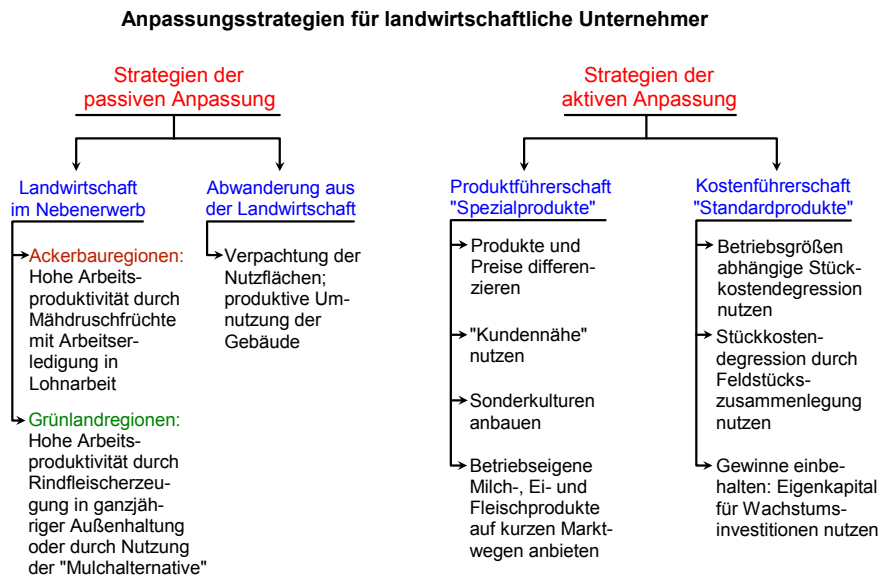 Anpassungsstrategien für landwirtschaftliche Unternehmer
Strategien der
passiven Anpassung
Landwirtschaft
im Nebenerwerb
Ackerbauregionen:
Hohe Arbeits-
produktivität durch
Mähdruschfrüchte
mit Arbeitser-
ledigung in
Lohnarbeit
Grünlandregionen:
Hohe Arbeits-
produktivität durch
Rindfleischerzeu-
gung in ganzjäh-
riger Außenhaltung
oder durch Nutzung
der "Mulchalternative"
Abwanderung aus
der Landwirtschaft
Verpachtung der
Nutzflächen;
produktive Um-
nutzung der
Gebäude
Strategien der
aktiven Anpassung
Produktführerschaft
"Spezialprodukte"
Produkte und
Preise differen-
zieren
"Kundennähe"
nutzen
Sonderkulturen
anbauen
Betriebseigene
Milch-, Ei- und
Fleischprodukte
auf kurzen Markt-
wegen anbieten
Kostenführerschaft
"Standardprodukte"
Betriebsgrößen
abhängige Stück-
kostendegression
nutzen
Stückkosten-
degression durch
Feldstücks-
zusammenlegung
nutzen
Gewinne einbe-
halten: Eigenkapital
für Wachstums-
investitionen nutzen